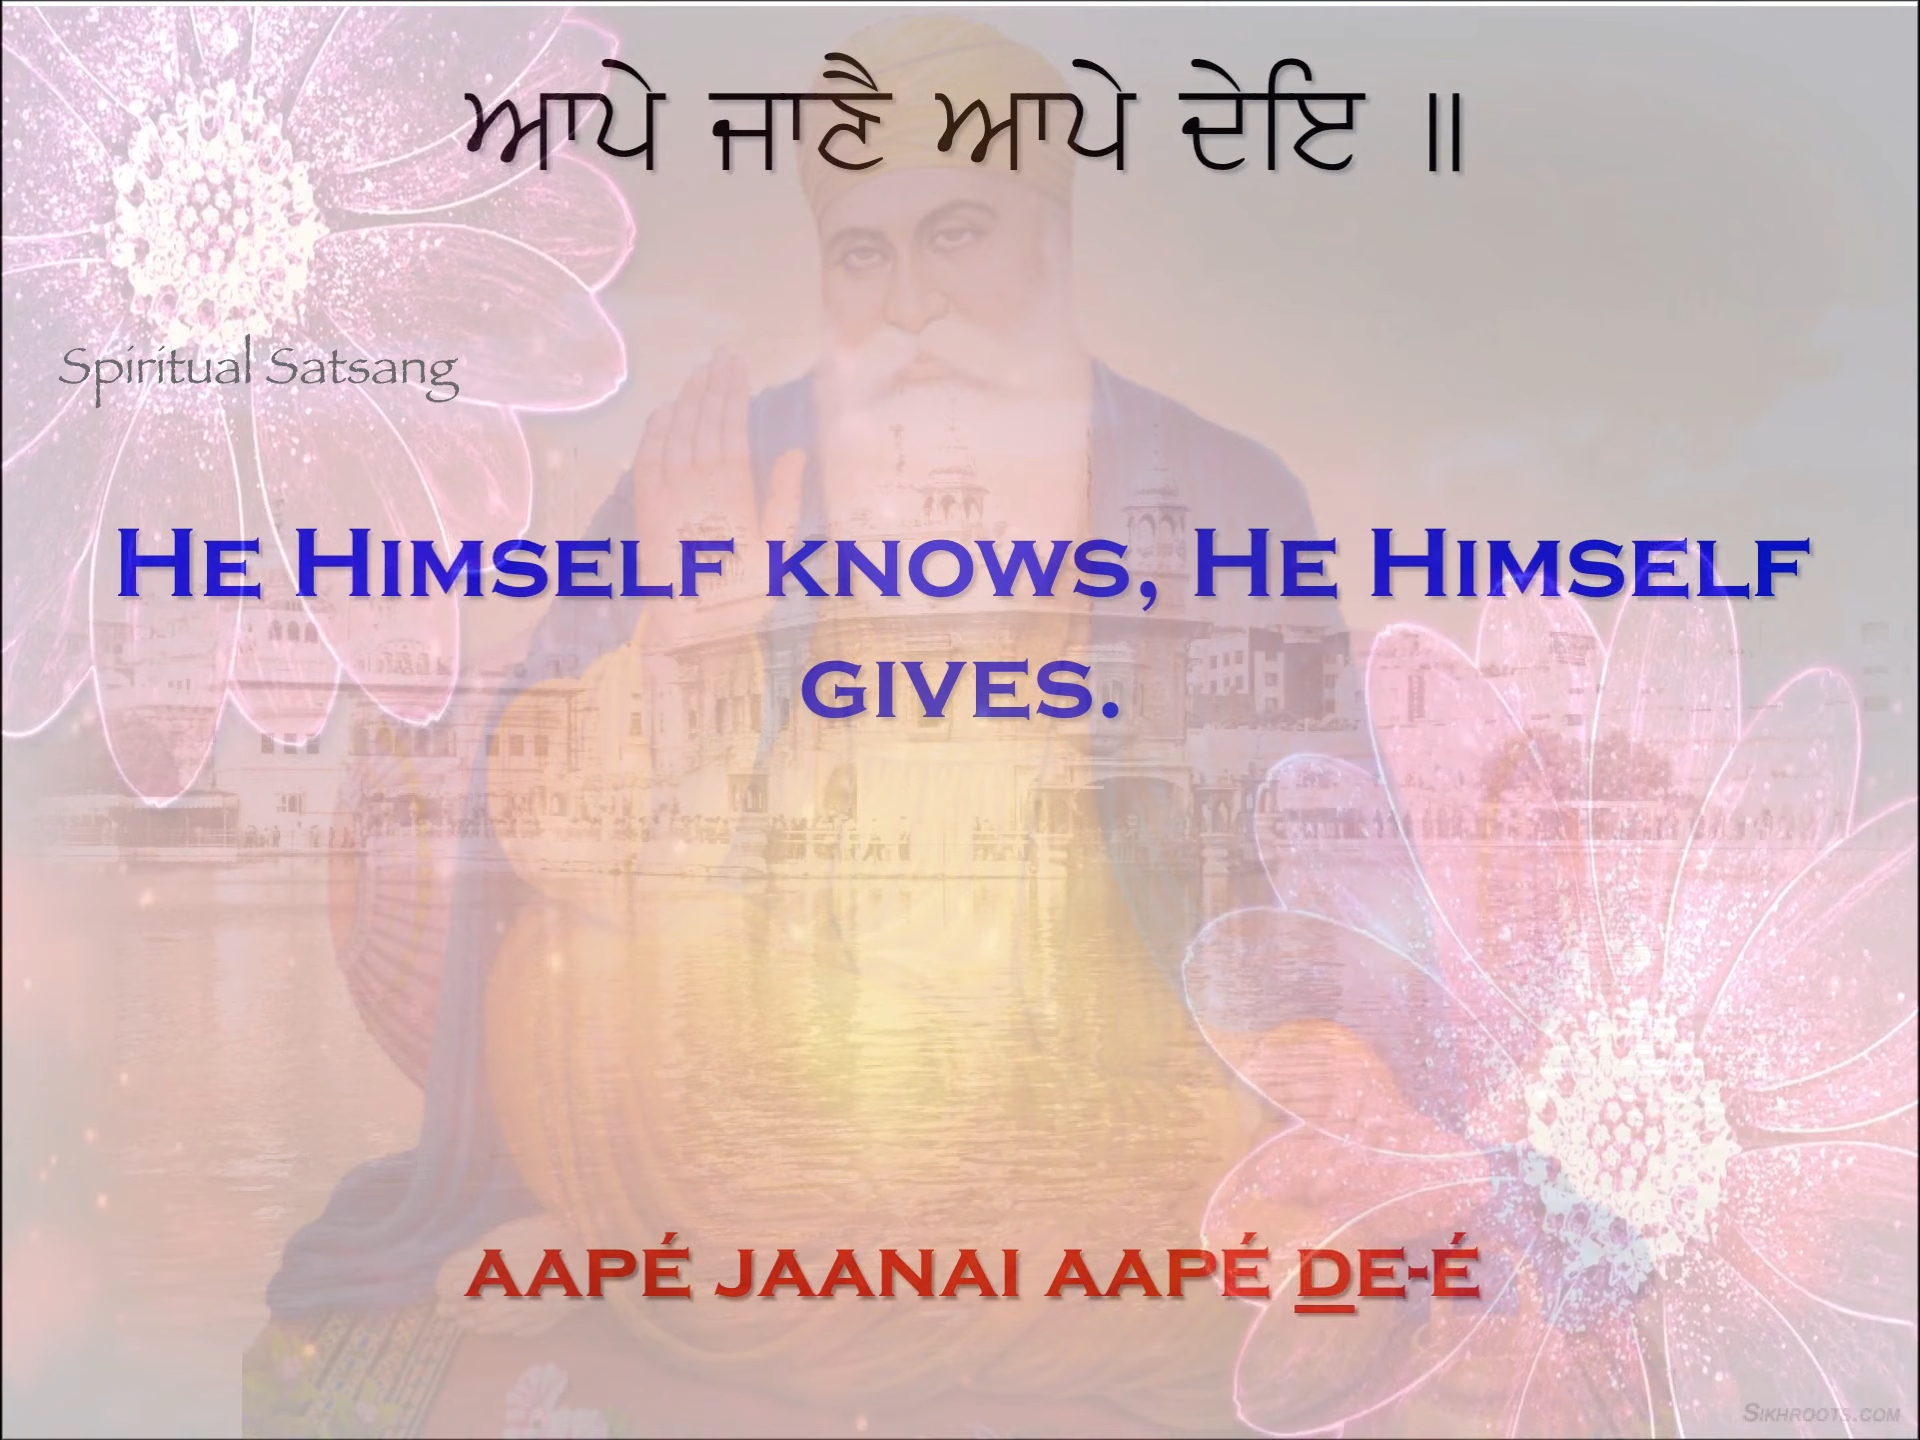 ਆਪੇ ਜਾਣੈ ਆਪੇ ਦੇਇ ॥
Spiritual Satsang
He Himself knows, He Himself
gives.
aapé jaanai aapé de-é
Sikhroots.com